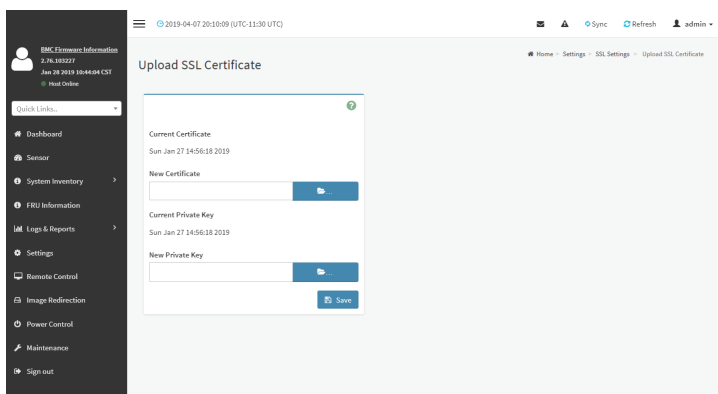 2019-04-07 20:10:09 (UTC-11:30 UTC)
Sync
Refresh
admin
BMC Firmware Information
2.76.103227
Jan 28 2019 10:44:04 CST
Host Online
Quick Links..
Dashboard
Sensor
System Inventory
FRU Information
Logs & Reports
Settings
Remote Control
Image Redirection
Power Control
Maintenance
Sign out
Upload SSL Certificate
Home > Settings > SSL Settings > Upload SSL Certificate
Current Certificate
Sun Jan 27 14:56:18 2019
New Certificate
...
Current Private Key
Sun Jan 27 14:56:18 2019
New Private Key
...
Save